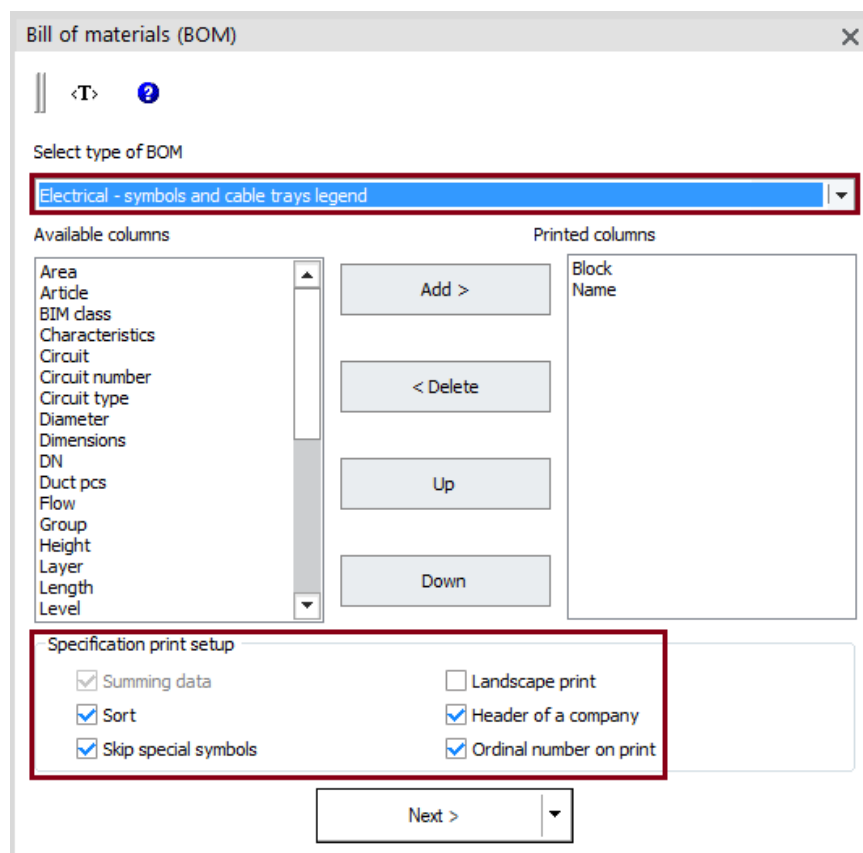 Bill of materials (BOM)
<T>
?
Select type of BOM
Electrical - symbols and cable trays legend
Available columns
Printed columns
Area
Article
BIM class
Characteristics
Circuit
Circuit number
Circuit type
Diameter
Dimensions
DN
Duct pcs
Flow
Group
Height
Layer
Length
Level
Add >
< Delete
Up
Down
Block
Name
Specification print setup
Summing data
Landscape print
Sort
Header of a company
Skip special symbols
Ordinal number on print
Next >